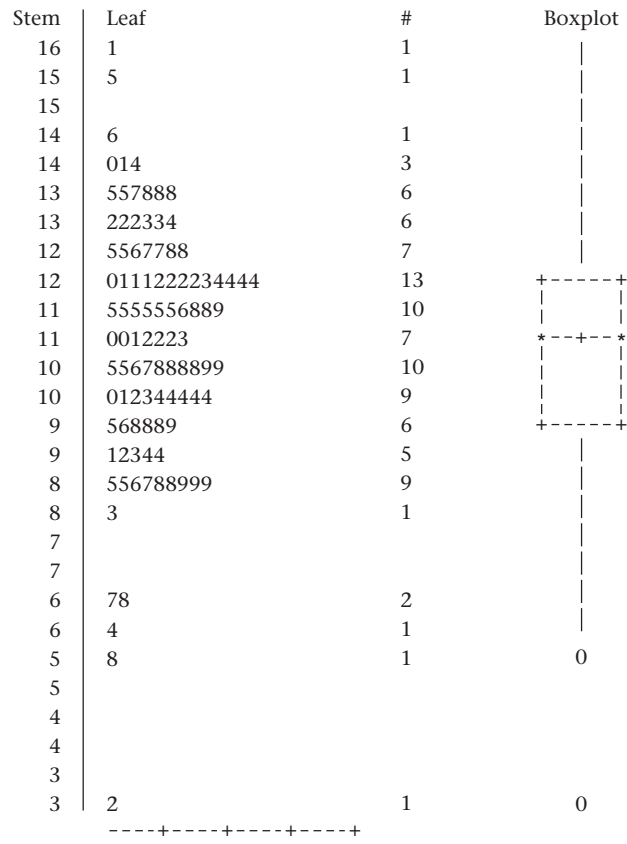 Stem Leaf # Boxplot
16 1 1 |
15 5 1 |
15 |
14 6 1 |
14 014 3 |
13 557888 6 |
13 222334 6 |
12 5567788 7 |
12 0111222234444 13 +-----+
11 5555556889 10 | |
11 0012223 7 *--+--*
10 5567888899 10 | |
10 012344444 9 | |
9 568889 6 +-----+
9 12344 5 |
8 556788999 9 |
8 3 1 |
7 |
7 |
6 78 2 |
6 4 1 |
5 8 1 0
5
4
4
3
3 2 1 0
----+----+----+----+